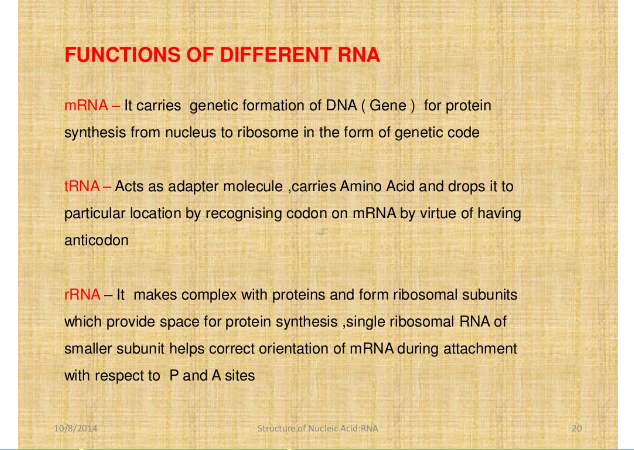 FUNCTIONS OF DIFFERENT RNA
mRNA – It carries genetic formation of DNA ( Gene ) for protein
synthesis from nucleus to ribosome in the form of genetic code
tRNA – Acts as adapter molecule ,carries Amino Acid and drops it to
particular location by recognising codon on mRNA by virtue of having
anticodon
rRNA – It makes complex with proteins and form ribosomal subunits
which provide space for protein synthesis ,single ribosomal RNA of
smaller subunit helps correct orientation of mRNA during attachment
with respect to P and A sites
10/8/2014 Structure of Nucleic Acid:RNA 20